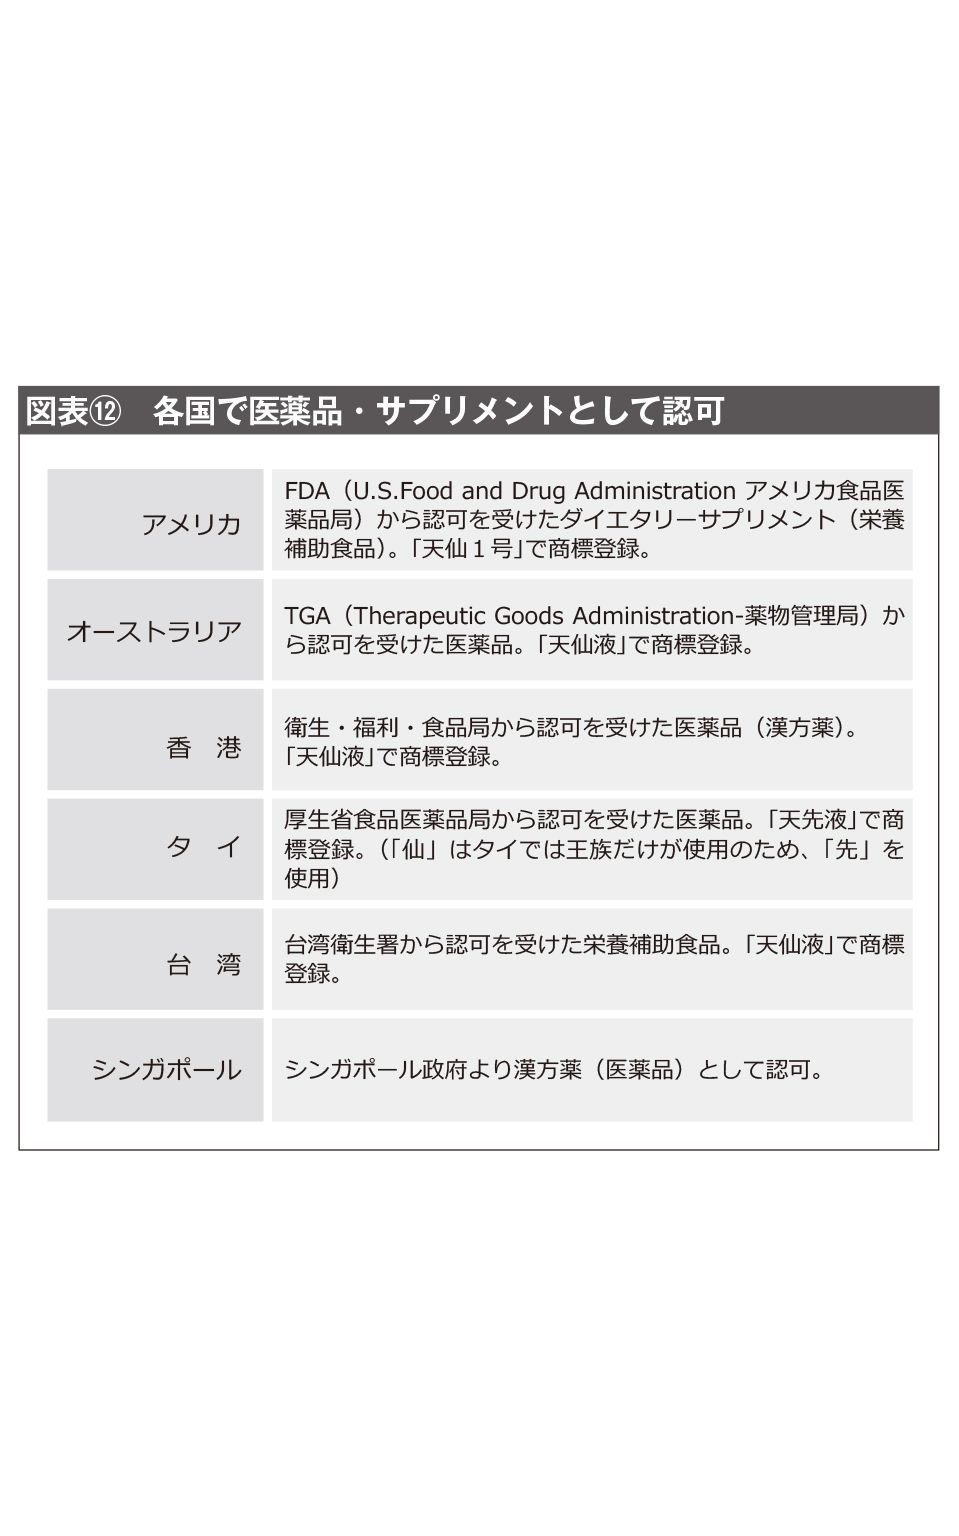 図表⑫　各国で医薬品・サプリメントとして認可
アメリカ
FDA（U.S.Food and Drug Administration アメリカ食品医
薬品局）から認可を受けたダイエタリーサプリメント（栄養
補助食品）。「天仙１号」で商標登録。
オーストラリア
TGA（Therapeutic Goods Administration-薬物管理局）か
ら認可を受けた医薬品。「天仙液」で商標登録。
香　港
衛生・福利・食品局から認可を受けた医薬品（漢方薬）。
「天仙液」で商標登録。
タ　イ
厚生省食品医薬品局から認可を受けた医薬品。「天先液」で商
標登録。（「仙」はタイでは王族だけが使用のため、「先」を
使用）
台　湾
台湾衛生署から認可を受けた栄養補助食品。「天仙液」で商標
登録。
シンガポール
シンガポール政府より漢方薬（医薬品）として認可。